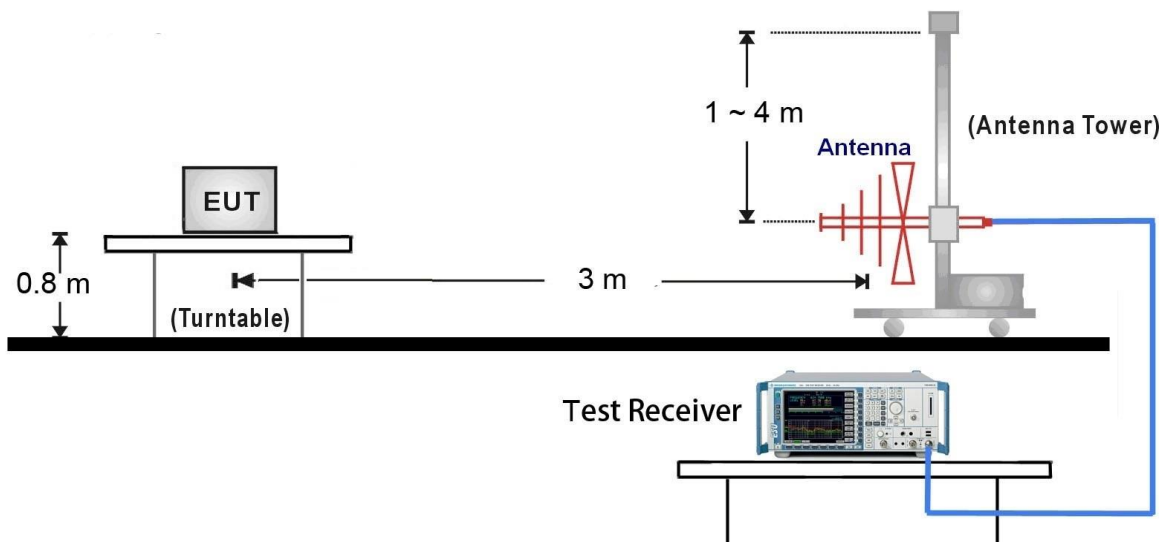 1 ~ 4 m
(Antenna Tower)
Antenna
EUT
0.8 m
3 m
(Turntable)
Test Receiver